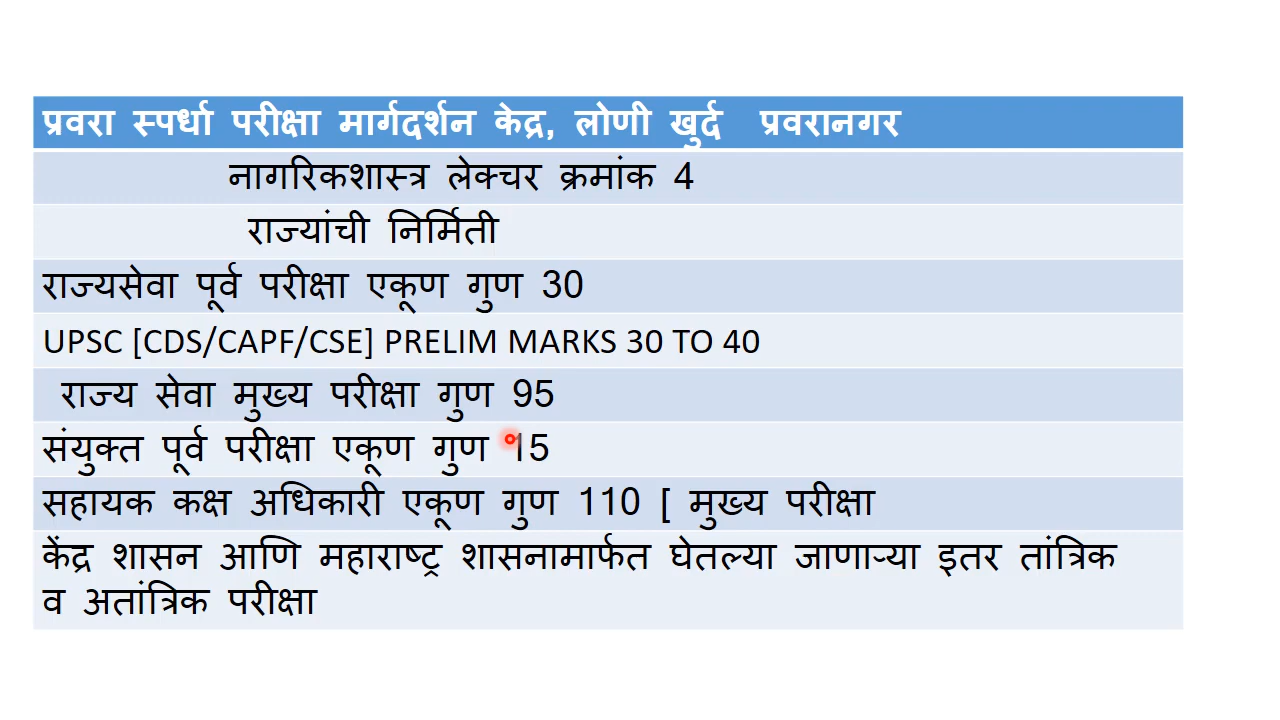 प्रवरा स्पर्धा परीक्षा मार्गदर्शन केद्र, लोणी खुर्द प्रवरानगर
नागरिकशास्त्र लेक्चर क्रमांक 4
राज्यांची निर्मिती
राज्यसेवा पूर्व परीक्षा एकूण गुण 30
UPSC [CDS/CAPF/CSE] PRELIM MARKS 30 TO 40
राज्य सेवा मुख्य परीक्षा गुण 95
संयुक्त पूर्व परीक्षा एकूण गुण 15
सहायक कक्ष अधिकारी एकूण गुण 110 [ मुख्य परीक्षा
केंद्र शासन आणि महाराष्ट्र शासनामार्फत घेतल्या जाणाऱ्या इतर तांत्रिक
व अतांत्रिक परीक्षा